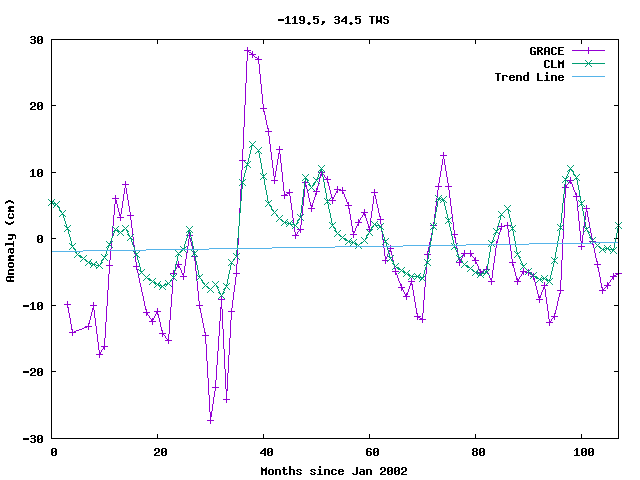 -119.5, 34.5 TWS
GRACE
CLM
Trend Line
Anomaly (cm)
30
20
10
0
-10
-20
-30
0 20 40 60 80 100
Months since Jan 2002